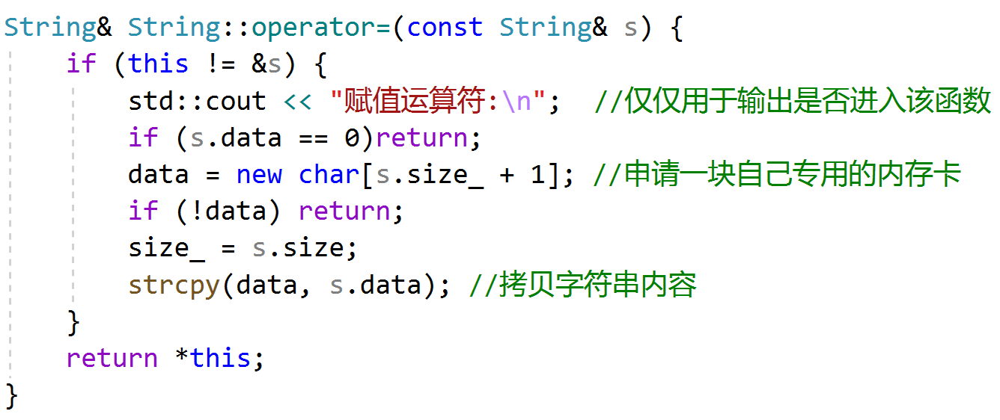 String& String::operator=(const String& s) {
if (this != &s) {
std::cout << "赋值运算符:\n";  //仅仅用于输出是否进入该函数
if (s.data == 0)return;
data = new char[s.size_ + 1]; //申请一块自己专用的内存卡
if (!data) return;
size_ = s.size;
strcpy(data, s.data); //拷贝字符串内容
}
return *this;
}